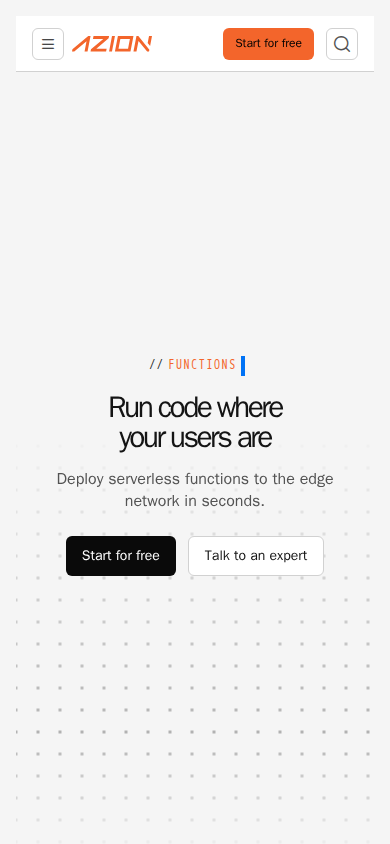 AZION
Start for free
// FUNCTIONS
Run code where
your users are
Deploy serverless functions to the edge
network in seconds.
Start for free
Talk to an expert